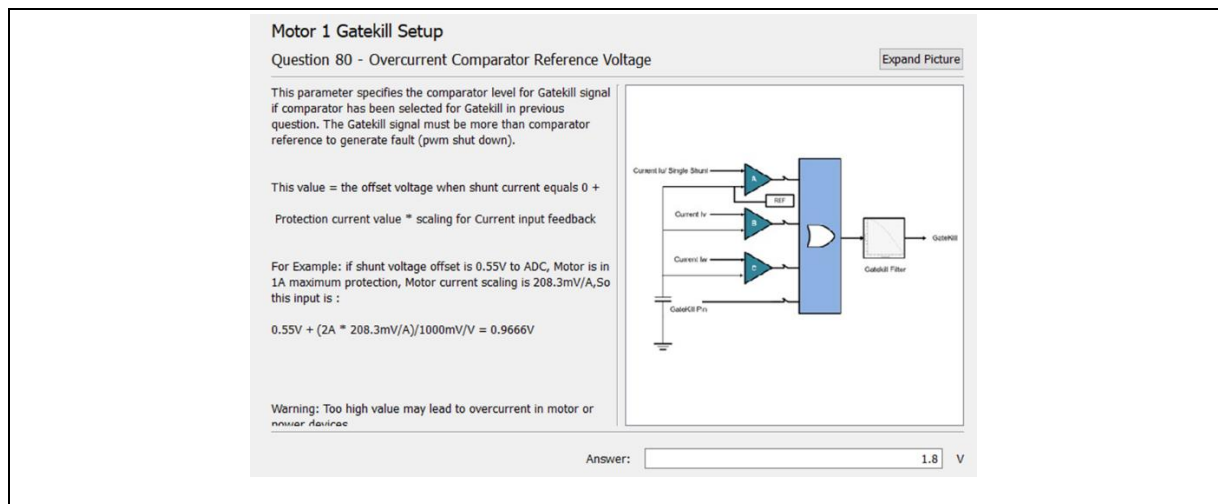 Motor 1 Gatekill Setup
Question 80 - Overcurrent Comparator Reference Voltage
Expand Picture
This parameter specifies the comparator level for Gatekill signal
if comparator has been selected for Gatekill in previous
question. The Gatekill signal must be more than comparator
reference to generate fault (pwm shut down).
This value = the offset voltage when shunt current equals 0 +
Protection current value * scaling for Current input feedback
For Example: if shunt voltage offset is 0.55V to ADC, Motor is in
1A maximum protection, Motor current scaling is 208.3mV/A,So
this input is :
0.55V + (2A * 208.3mV/A)/1000mV/V = 0.9666V
Warning: Too high value may lead to overcurrent in motor or
power devices
Current Iu/ Single Shunt
A
REF
Current Iv
B
GateKill
Current Iw
C
Gatekill Filter
GateKill Pin
Answer:
1.8 V